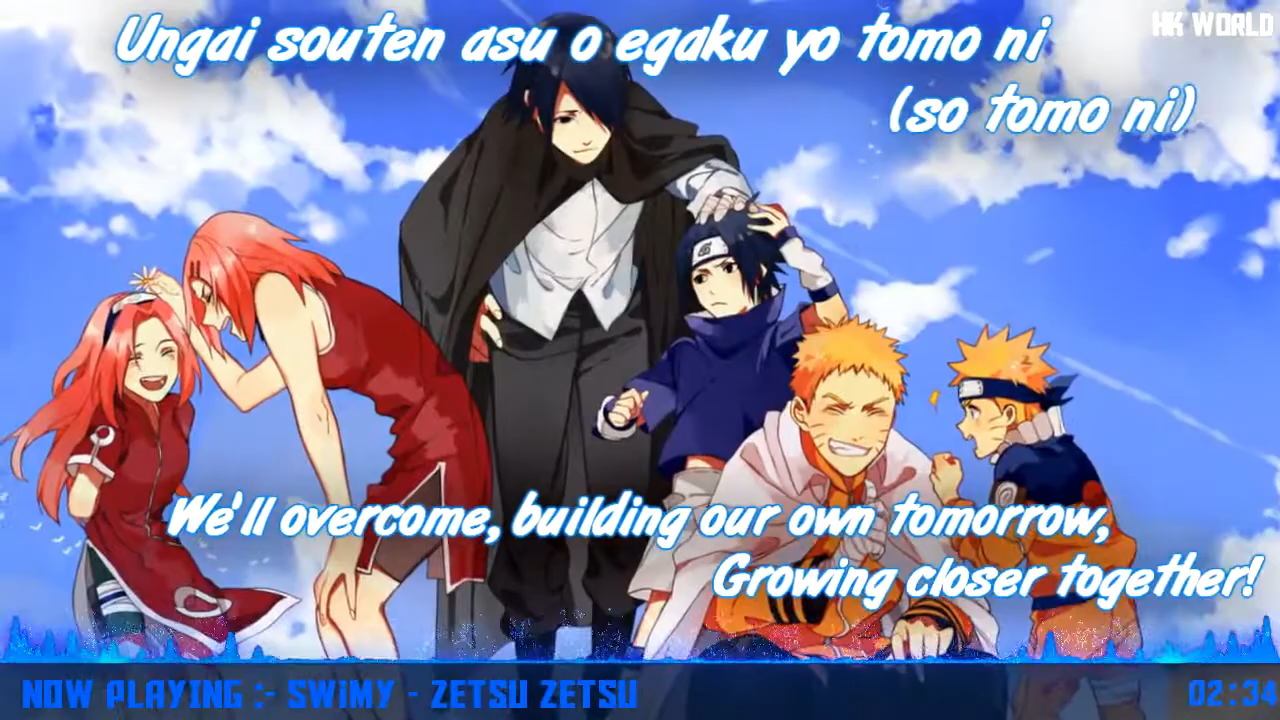 Ungai souten asu o egaku yo tomo ni
HK WORLD
(so tomo ni)
We'll overcome, building our own tomorrow,
Growing closer together!
NOW PLAYING :- SWiMY - ZETSU ZETSU
02:34